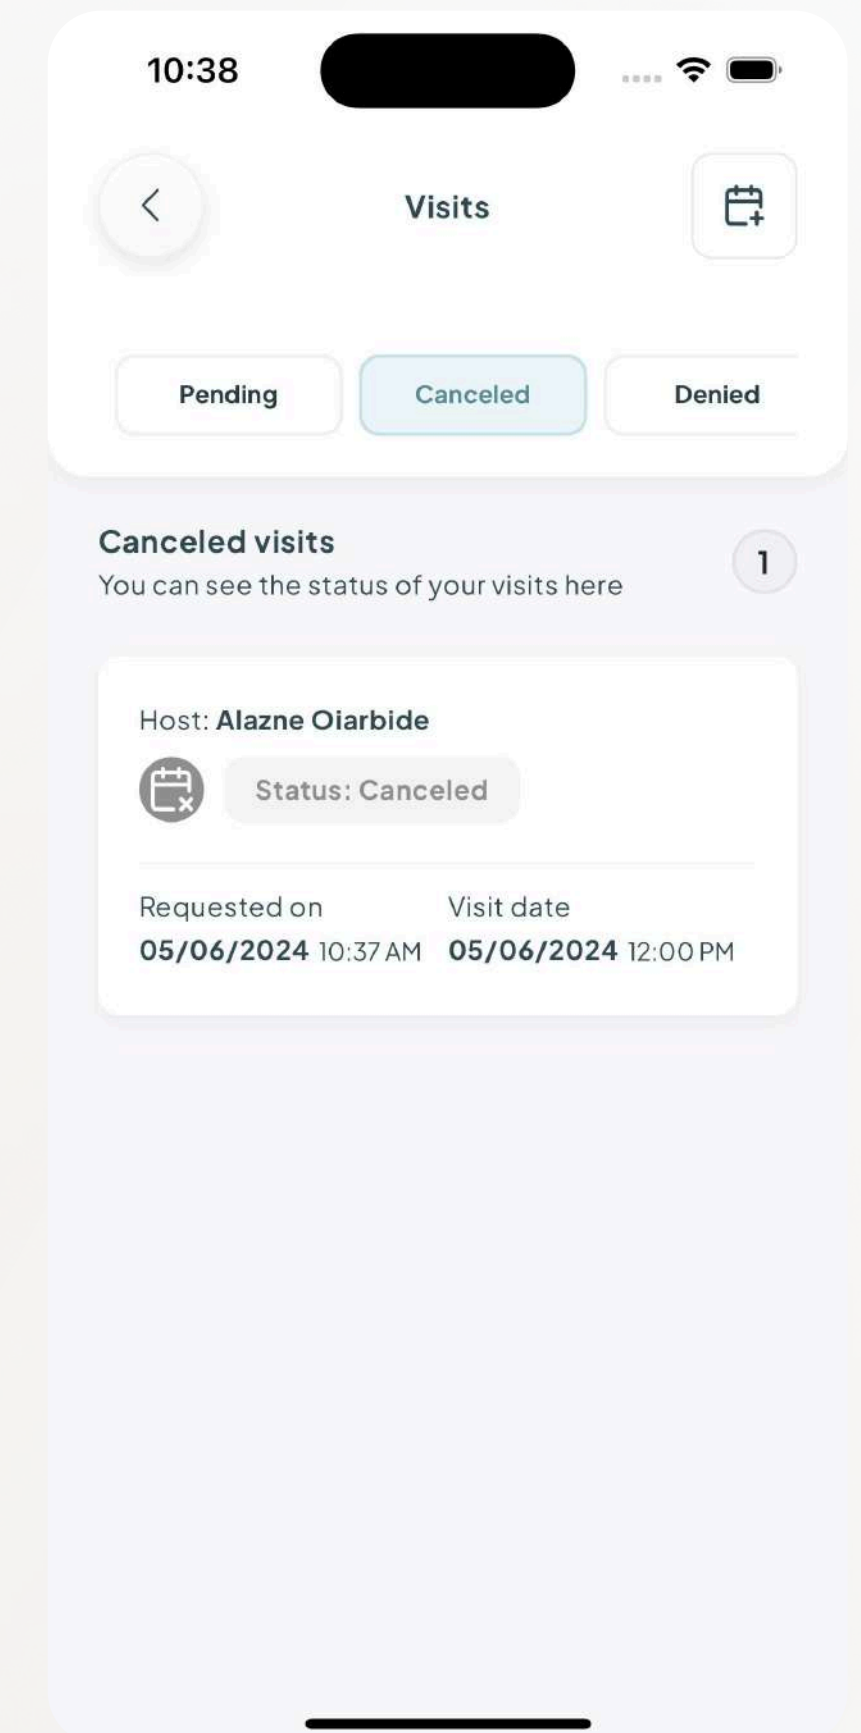 10:38
Visits
Pending Canceled Denied
Canceled visits
You can see the status of your visits here
1
Host: Alazne Oiarbide
Status: Canceled
Requested on Visit date
05/06/2024 10:37 AM 05/06/2024 12:00 PM